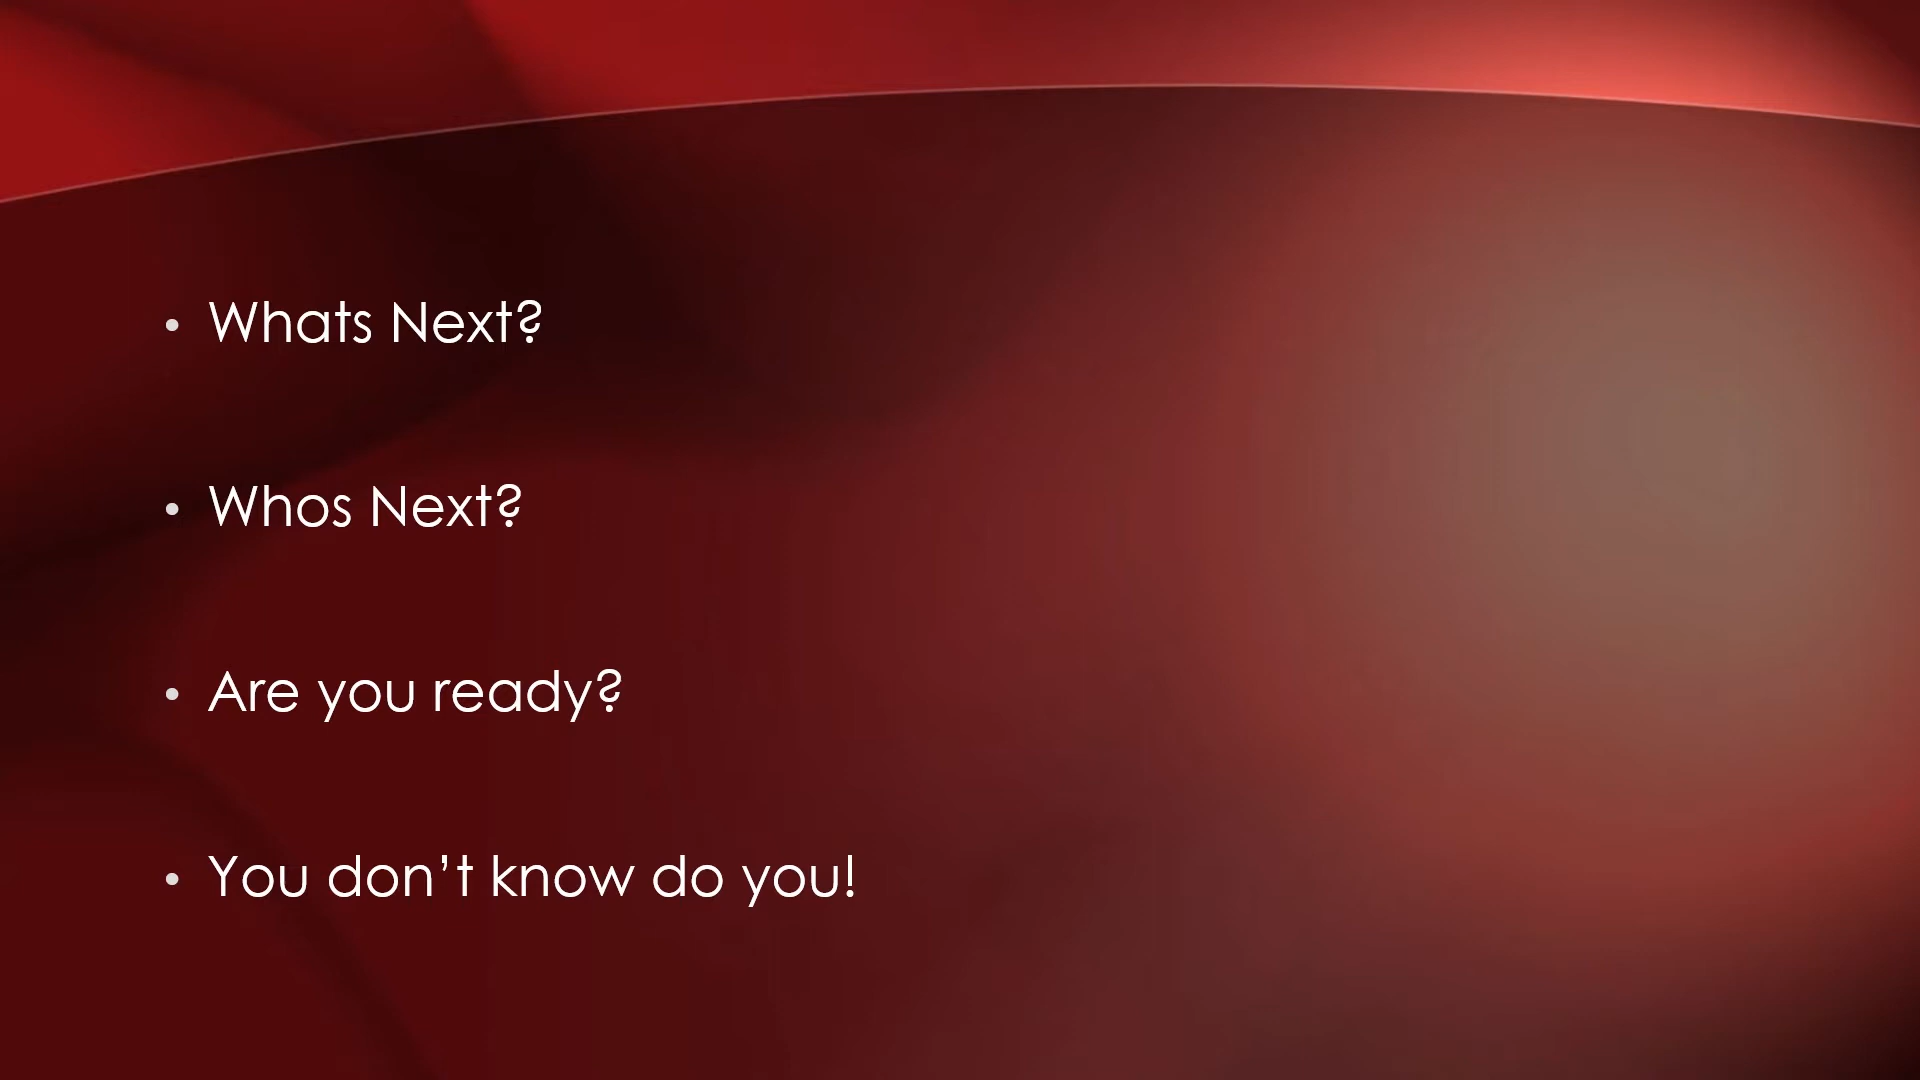 • Whats Next?
• Whos Next?
• Are you ready?
• You don’t know do you!